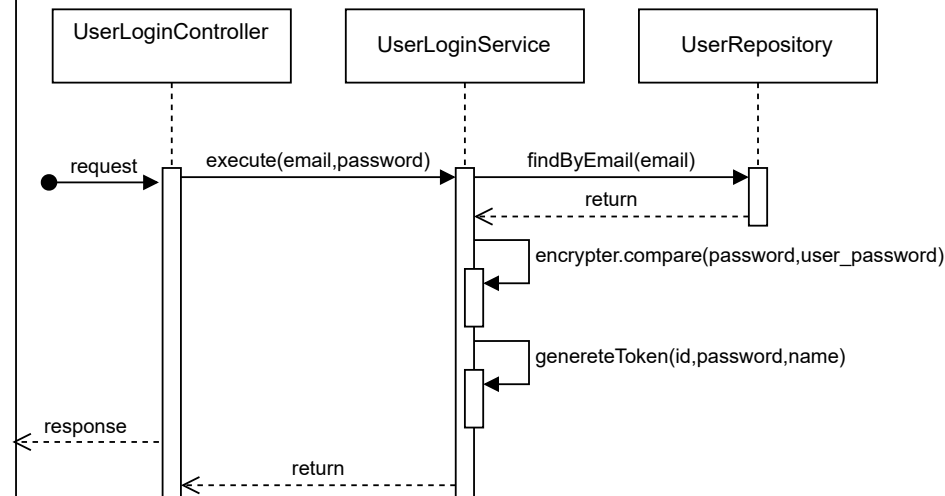 UserLoginController
UserLoginService
UserRepository
request
execute(email,password)
findByEmail(email)
return
encrypter.compare(password,user_password)
genereteToken(id,password,name)
response
return